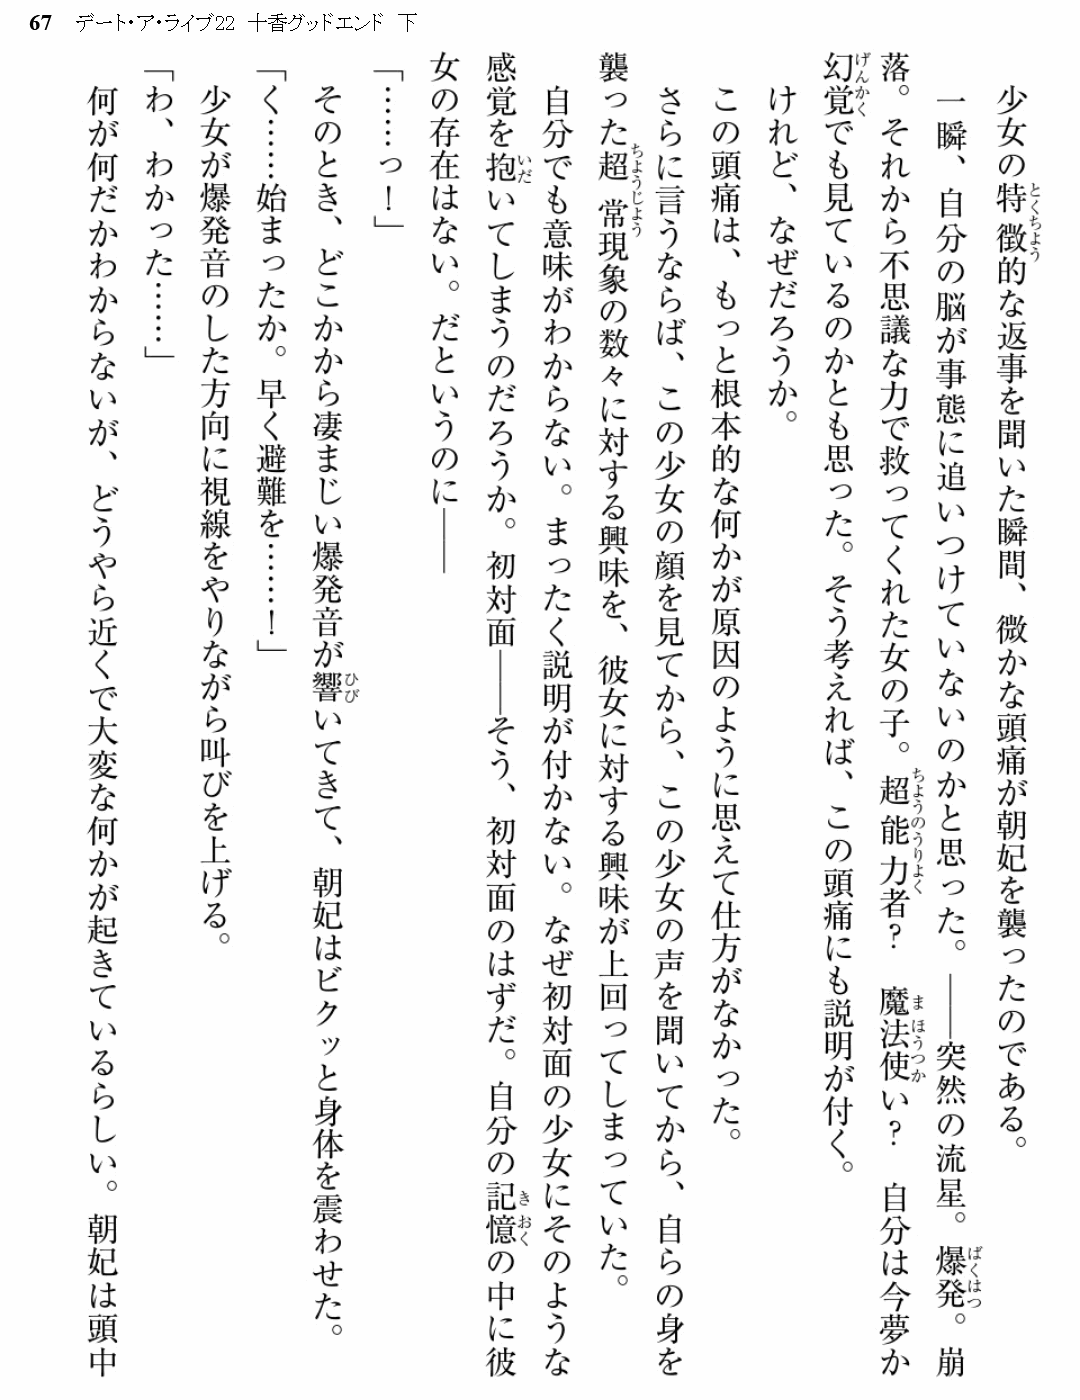 67 デート・ア・ライブ22 十香グッドエンド 下
少女の特徴的な返事を聞いた瞬間、微かな頭痛が朝妃を襲ったのである。
一瞬、自分の脳が事態に追いつけていないのかと思った。――突然の流星。爆発。崩
落。それから不思議な力で救ってくれた女の子。超能力者? 魔法使い? 自分は今夢か
幻覚でも見ているのかとも思った。そう考えれば、この頭痛にも説明が付く。
けれど、なぜだろうか。
この頭痛は、もっと根本的な何かが原因のように思えて仕方がなかった。
さらに言うならば、この少女の顔を見てから、この少女の声を聞いてから、自らの身を
襲った超常現象の数々に対する興味を、彼女に対する興味が上回ってしまっていた。
自分でも意味がわからない。まったく説明が付かない。なぜ初対面の少女にそのような
感覚を抱いてしまうのだろうか。初対面――そう、初対面のはずだ。自分の記憶の中に彼
女の存在はない。だというのに――
「……っ!」
そのとき、どこかから凄まじい爆発音が響いてきて、朝妃はビクッと身体を震わせた。
「く……始まったか。早く避難を……!」
少女が爆発音のした方向に視線をやりながら叫びを上げる。
「わ、わかった……」
何が何だかわからないが、どうやら近くで大変な何かが起きているらしい。朝妃は頭中